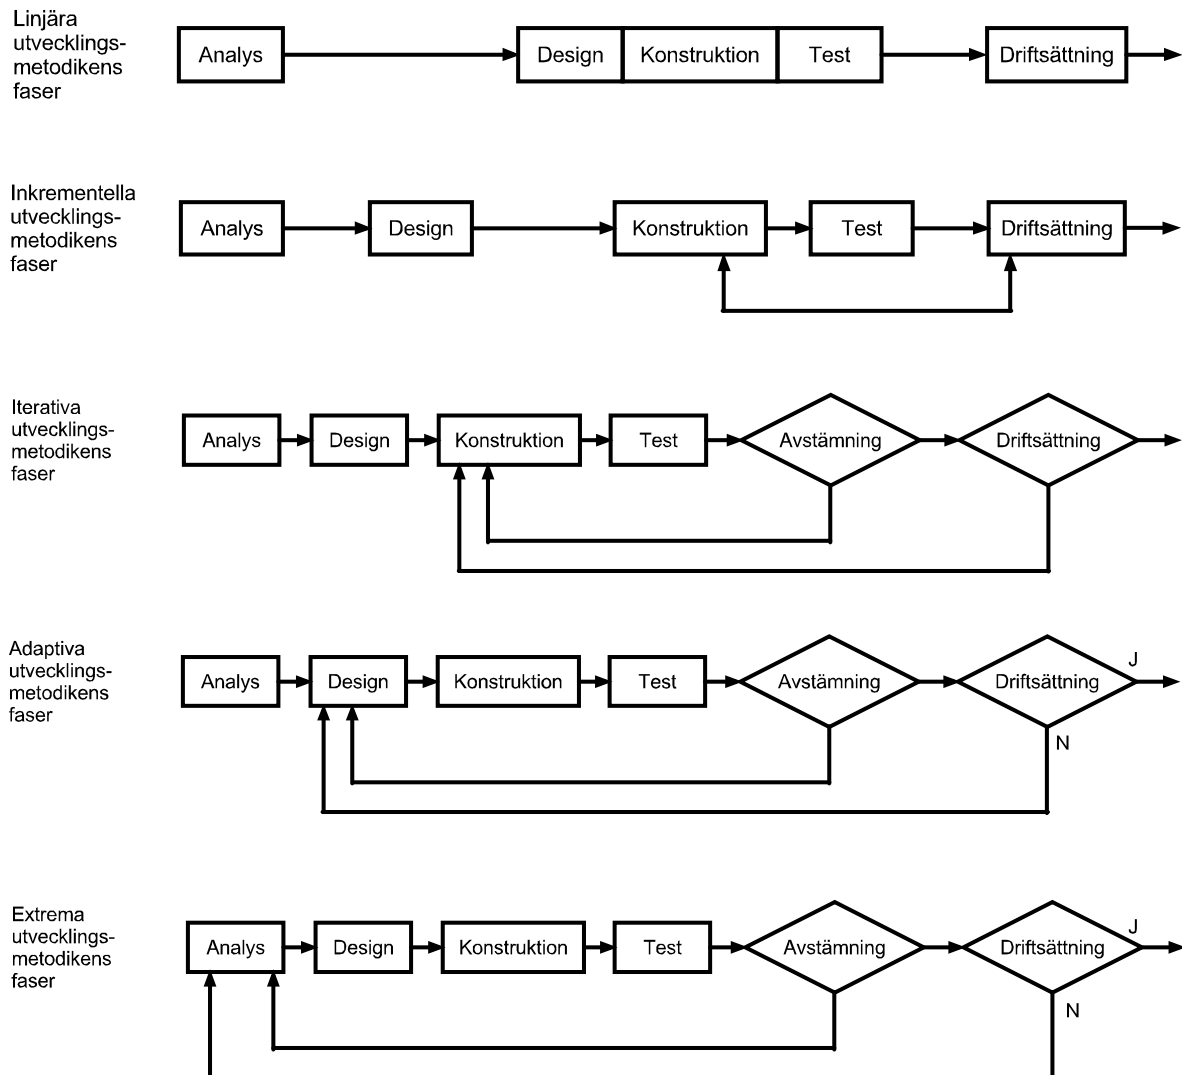 Linjära
utvecklings-
metodikens
faser
Analys
Design
Konstruktion
Test
Driftsättning
Inkrementella
utvecklings-
metodikens
faser
Analys
Design
Konstruktion
Test
Driftsättning
Iterativa
utvecklings-
metodikens
faser
Analys
Design
Konstruktion
Test
Avstämning
Driftsättning
Adaptiva
utvecklings-
metodikens
faser
Analys
Design
Konstruktion
Test
Avstämning
Driftsättning
J
N
Extrema
utvecklings-
metodikens
faser
Analys
Design
Konstruktion
Test
Avstämning
Driftsättning
J
N